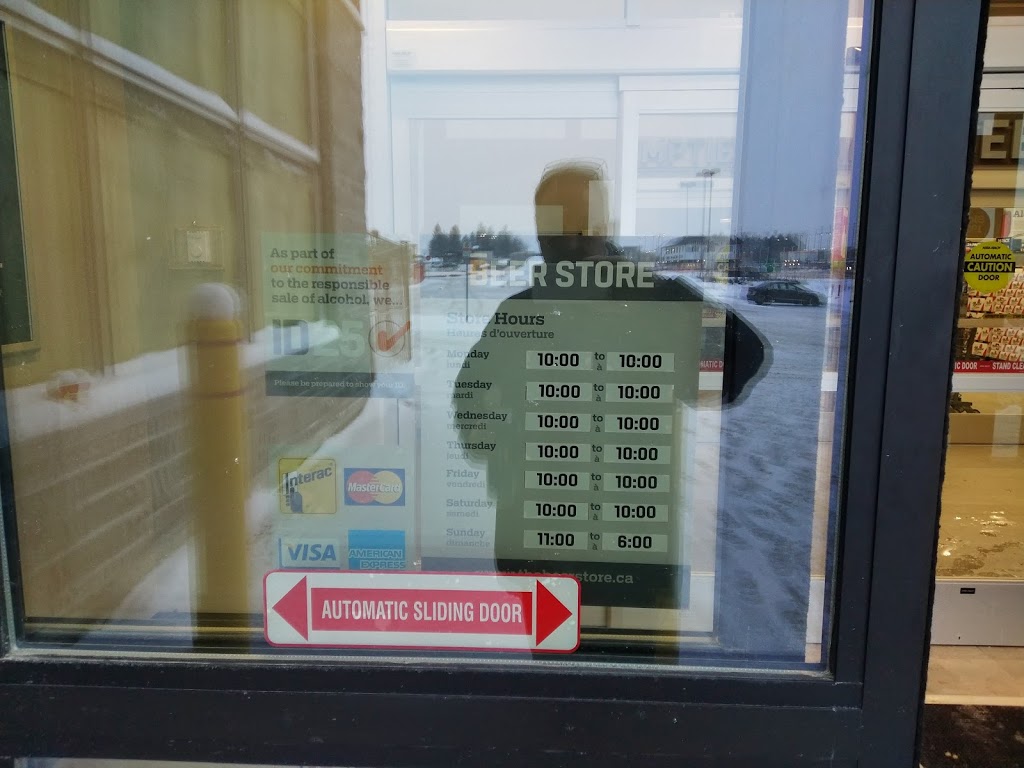 As part of
our commitment
to the responsible
sale of alcohol, we...
ID 25
Please be prepared to show your ID.
BEER STORE
Store Hours
Heures d'ouverture
Monday
lundi
10:00 to à 10:00
Tuesday
mardi
10:00 to à 10:00
Wednesday
mercredi
10:00 to à 10:00
Thursday
jeudi
10:00 to à 10:00
Friday
vendredi
10:00 to à 10:00
Saturday
samedi
10:00 to à 10:00
Sunday
dimanche
11:00 to à 6:00
thebeerstore.ca
Interac
MasterCard
VISA
AMERICAN
EXPRESS
AUTOMATIC SLIDING DOOR
AUTOMATIC
CAUTION
DOOR